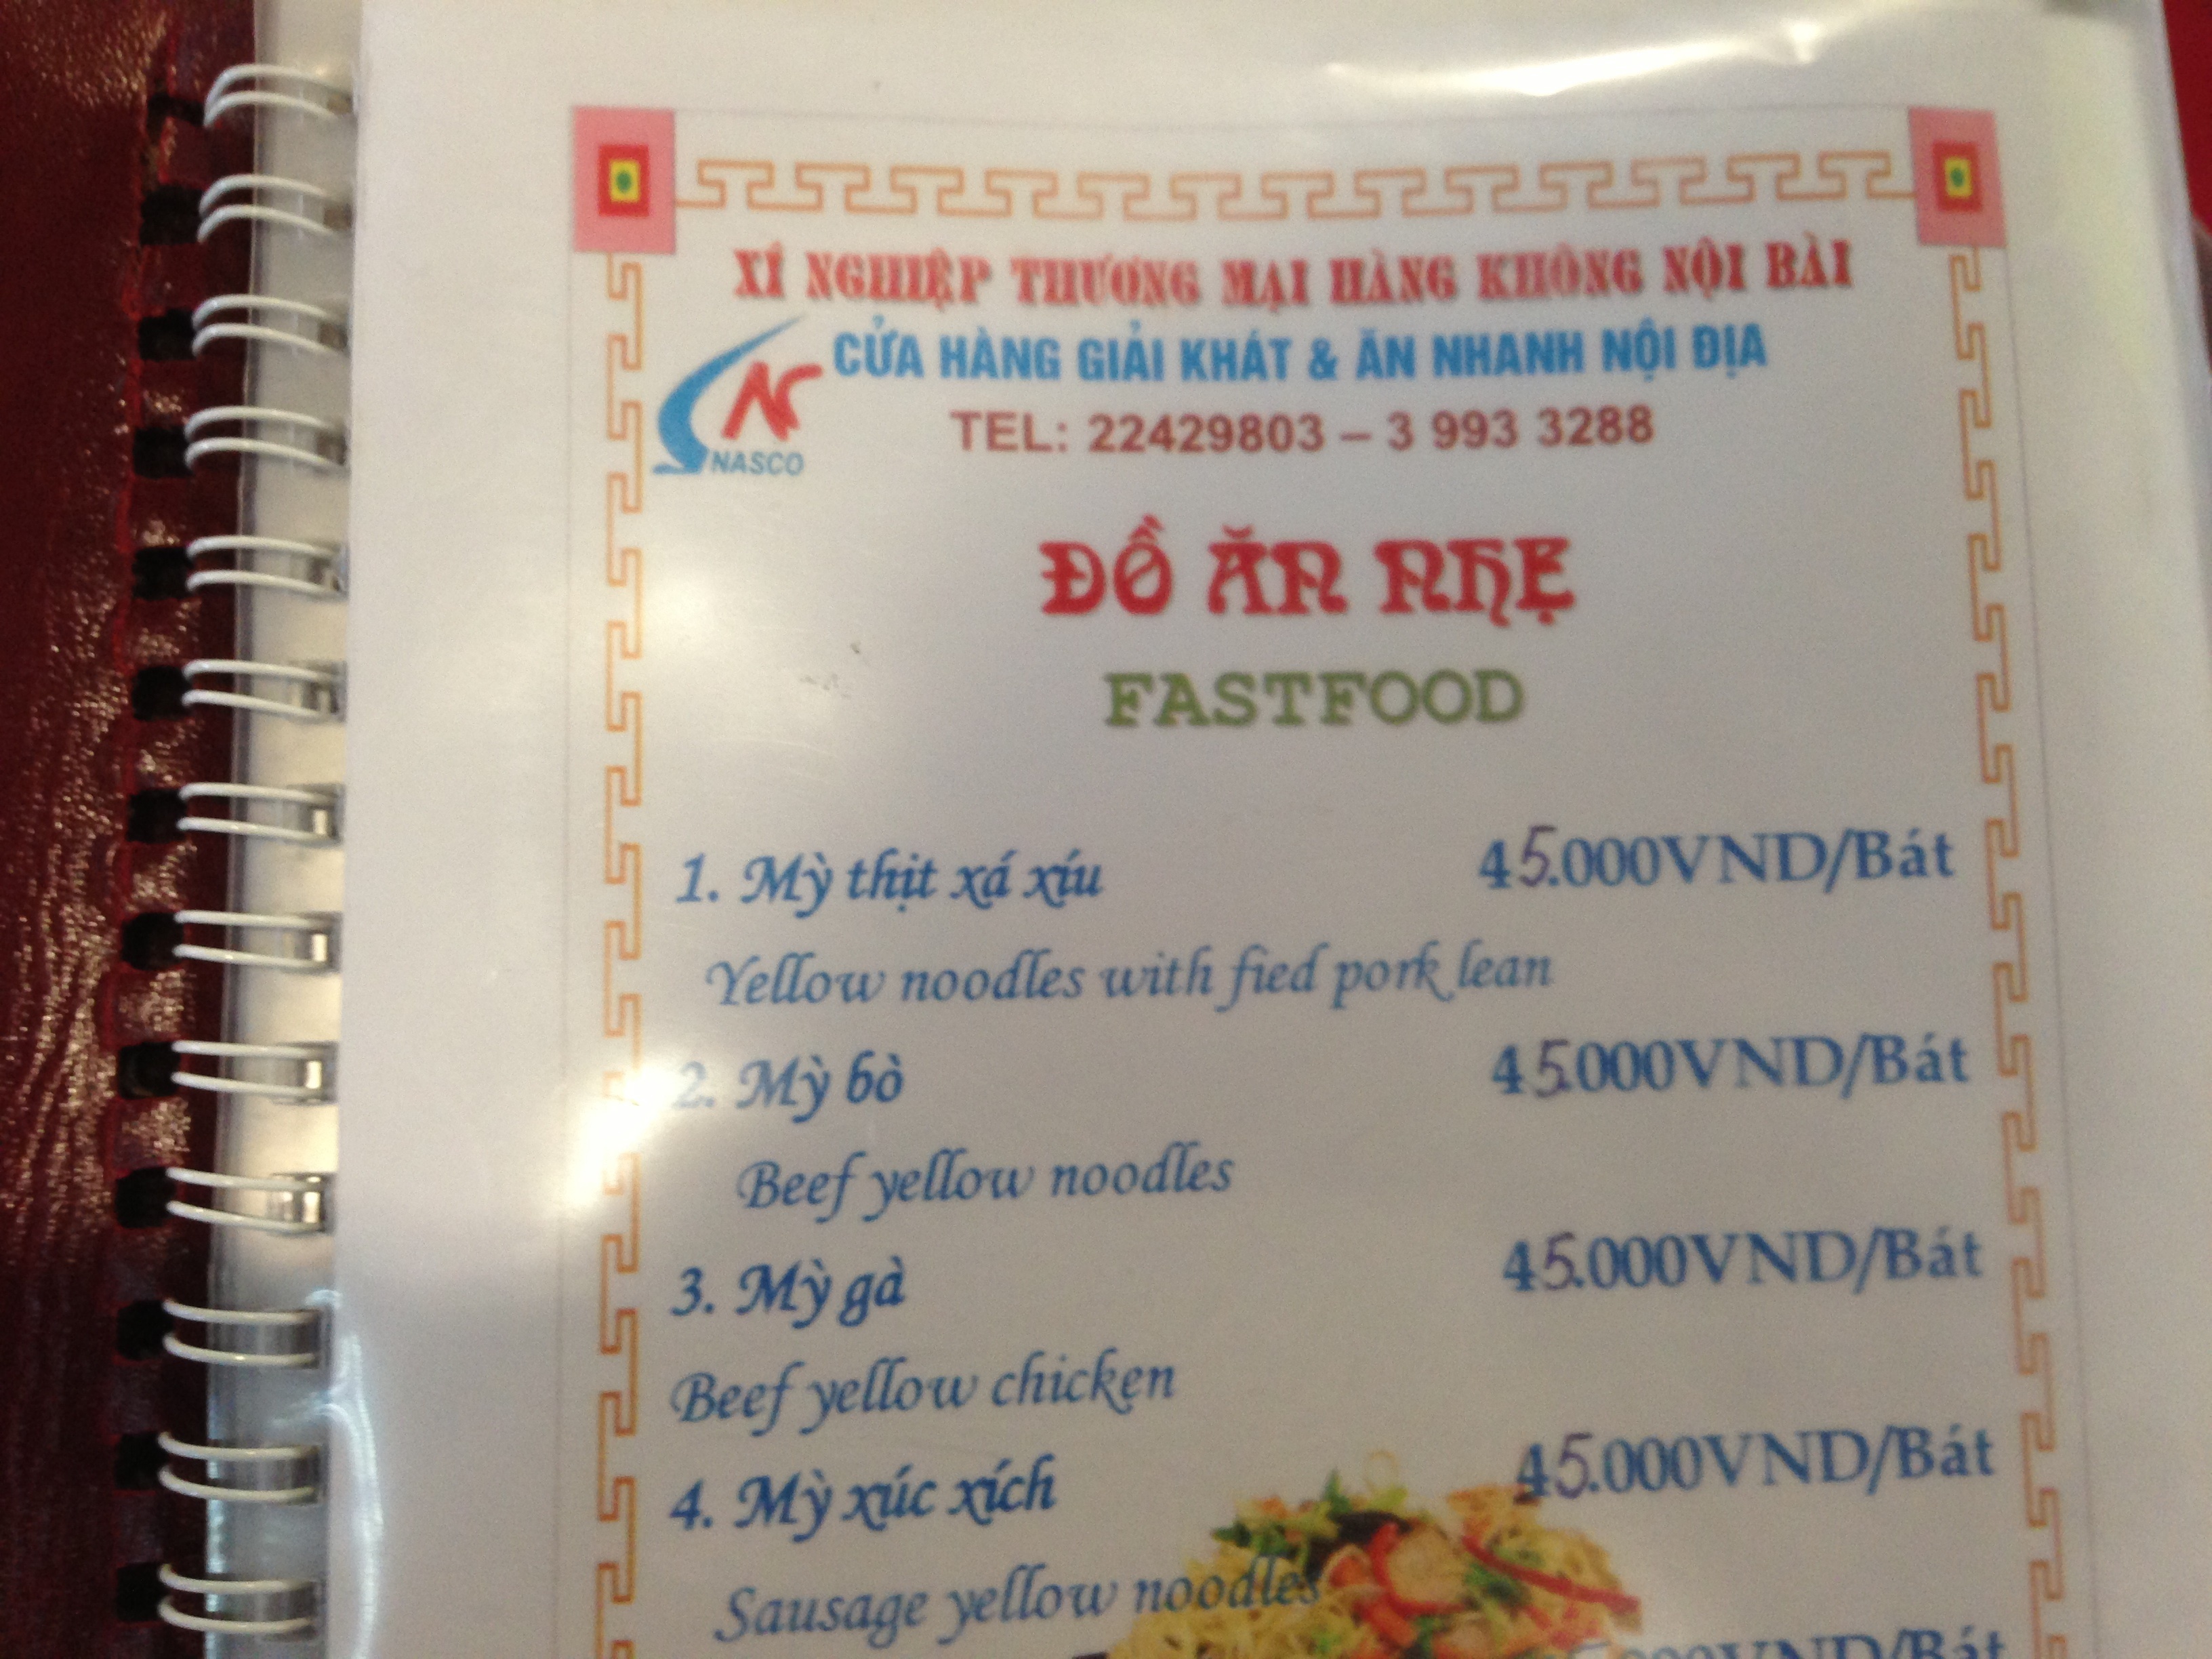 XÍ NGHIỆP THƯƠNG MẠI HÀNG KHÔNG NỘI BÀI
CỬA HÀNG GIẢI KHÁT & ĂN NHANH NỘI ĐỊA
NASCO
TEL: 22429803 – 3 993 3288
ĐỒ ĂN NHẸ
FASTFOOD
1. Mỳ thịt xá xíu 45.000VND/Bát
Yellow noodles with fied pork lean
2. Mỳ bò 45.000VND/Bát
Beef yellow noodles
3. Mỳ gà 45.000VND/Bát
Beef yellow chicken
4. Mỳ xúc xích 45.000VND/Bát
Sausage yellow noodles
000VND/Bát